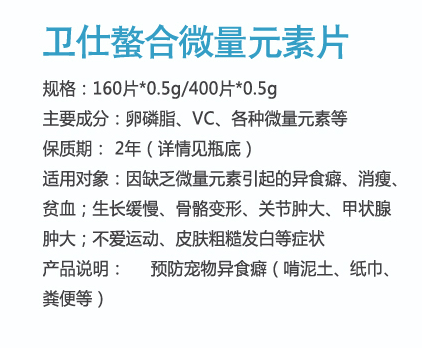 卫仕螯合微量元素片
规格：160片*0.5g/400片*0.5g
主要成分：卵磷脂、VC、各种微量元素等
保质期： 2年（详情见瓶底）
适用对象：因缺乏微量元素引起的异食癖、消瘦、
贫血；生长缓慢、骨骼变形、关节肿大、甲状腺
肿大；不爱运动、皮肤粗糙发白等症状
产品说明： 预防宠物异食癖（啃泥土、纸巾、
粪便等）